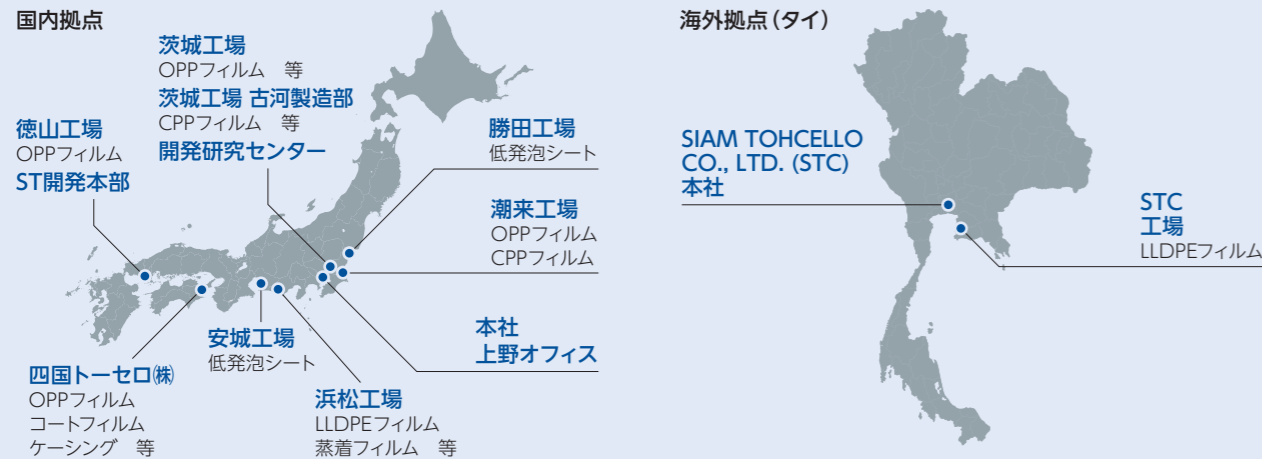 国内拠点
茨城工場
OPPフィルム　等
茨城工場 古河製造部
CPPフィルム　等
開発研究センター
徳山工場
OPPフィルム
ST開発本部
勝田工場
低発泡シート
潮来工場
OPPフィルム
CPPフィルム
本社
上野オフィス
安城工場
低発泡シート
四国トーセロ㈱
OPPフィルム
コートフィルム
ケーシング　等
浜松工場
LLDPEフィルム
蒸着フィルム　等
海外拠点（タイ）
SIAM TOHCELLO
CO., LTD. (STC)
本社
STC
工場
LLDPEフィルム